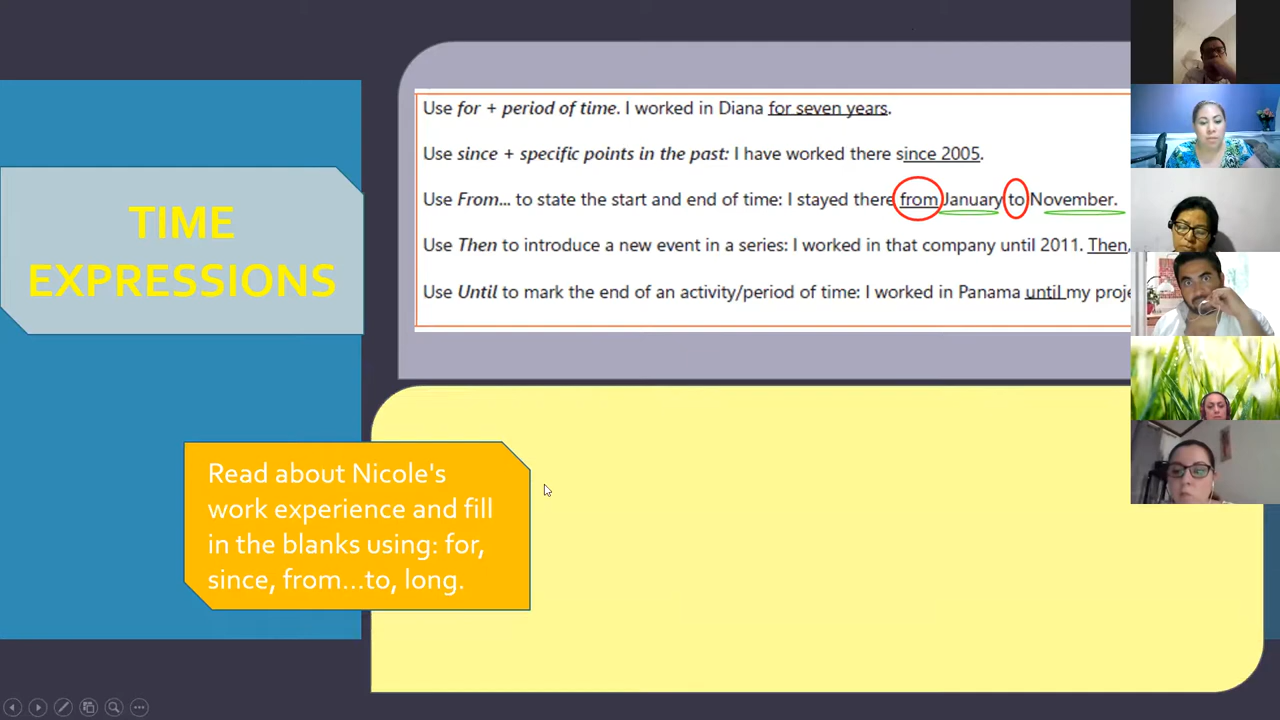 TIME
EXPRESSIONS
Use for + period of time. I worked in Diana for seven years.
Use since + specific points in the past: I have worked there since 2005.
Use From... to state the start and end of time: I stayed there from January to November.
Use Then to introduce a new event in a series: I worked in that company until 2011. Then,
Use Until to mark the end of an activity/period of time: I worked in Panama until my
Read about Nicole's
work experience and fill
in the blanks using: for,
since, from...to, long.